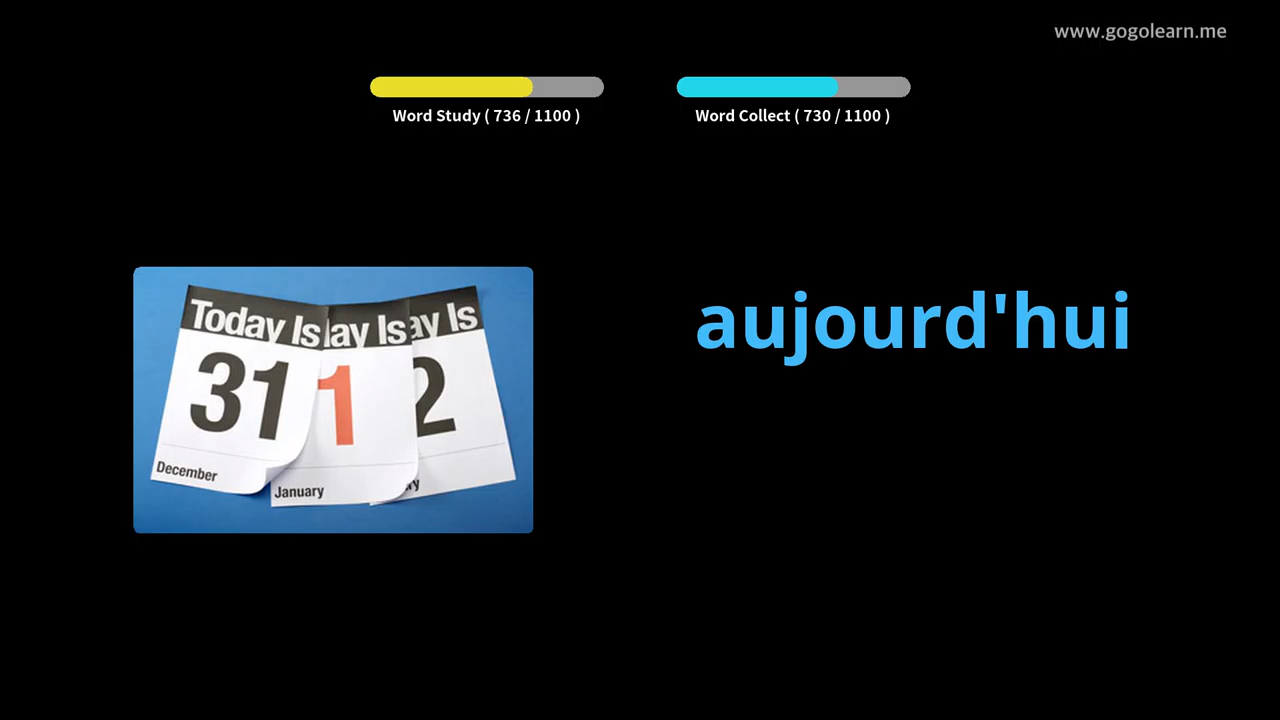 www.gogolearn.me
Word Study ( 736 / 1100 )
Word Collect ( 730 / 1100 )
aujourd'hui
Today Is
31
December
1
January
2